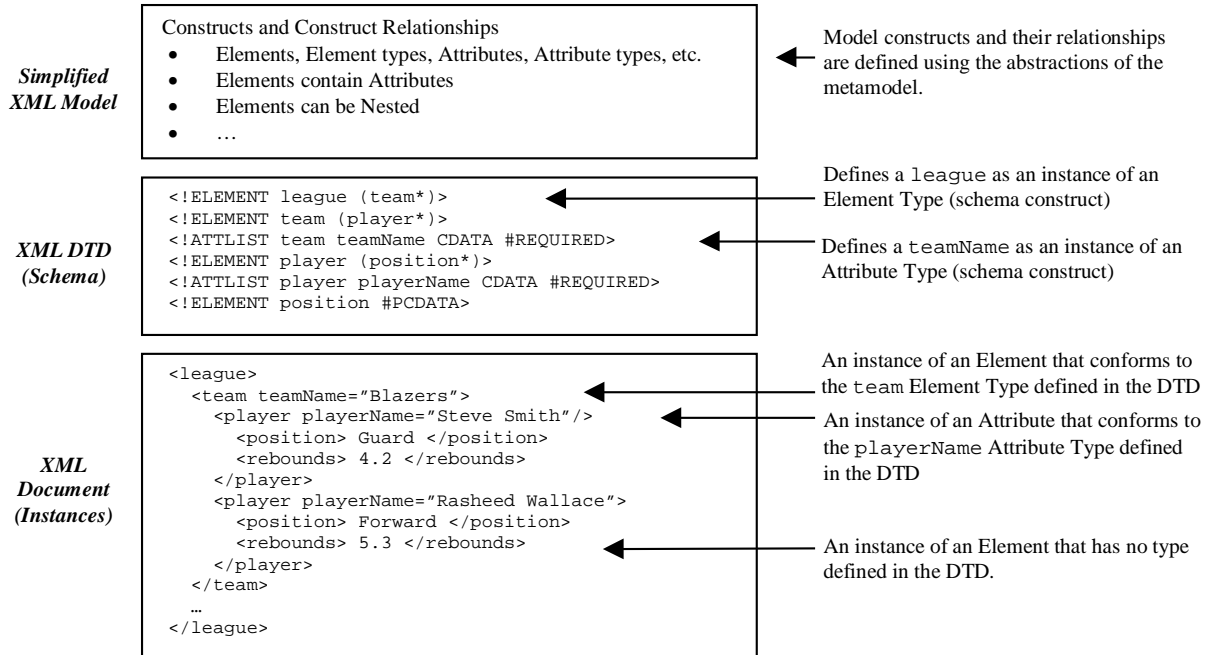 Simplified
XML Model
Constructs and Construct Relationships
• Elements, Element types, Attributes, Attribute types, etc.
• Elements contain Attributes
• Elements can be Nested
• …
Model constructs and their relationships
are defined using the abstractions of the
metamodel.
XML DTD
(Schema)
<!ELEMENT league (team*)>
<!ELEMENT team (player*)>
<!ATTLIST team teamName CDATA #REQUIRED>
<!ELEMENT player (position*)>
<!ATTLIST player playerName CDATA #REQUIRED>
<!ELEMENT position #PCDATA>
Defines a league as an instance of an
Element Type (schema construct)
Defines a teamName as an instance of an
Attribute Type (schema construct)
XML
Document
(Instances)
<league>
<team teamName=”Blazers”>
<player playerName=”Steve Smith”/>
<position> Guard </position>
<rebounds> 4.2 </rebounds>
</player>
<player playerName=”Rasheed Wallace”>
<position> Forward </position>
<rebounds> 5.3 </rebounds>
</player>
</team>
…
</league>
An instance of an Element that conforms to
the team Element Type defined in the DTD
An instance of an Attribute that conforms to
the playerName Attribute Type defined
in the DTD
An instance of an Element that has no type
defined in the DTD.